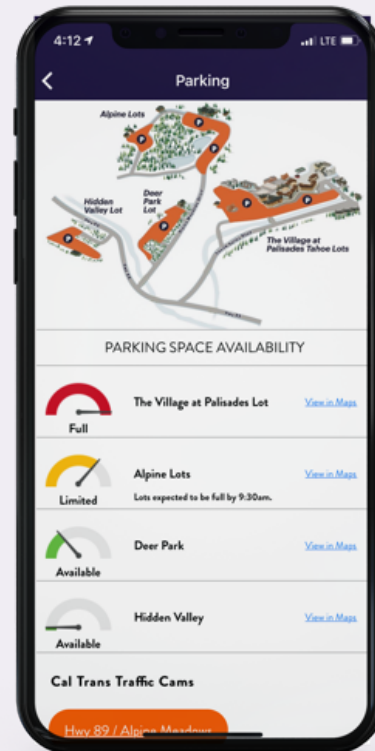 4:12
LTE
Parking
Alpine Lots
P
P
P
Deer
Park
Lot
Hidden
Valley Lot
P
P
P
P
The Village at
Palisades Tahoe Lots
PARKING SPACE AVAILABILITY
The Village at Palisades Lot
View in Maps
Full
Alpine Lots
View in Maps
Limited
Lots expected to be full by 9:30am.
Deer Park
View in Maps
Available
Hidden Valley
View in Maps
Available
Cal Trans Traffic Cams
Hwy 89 / Alpine Meadows